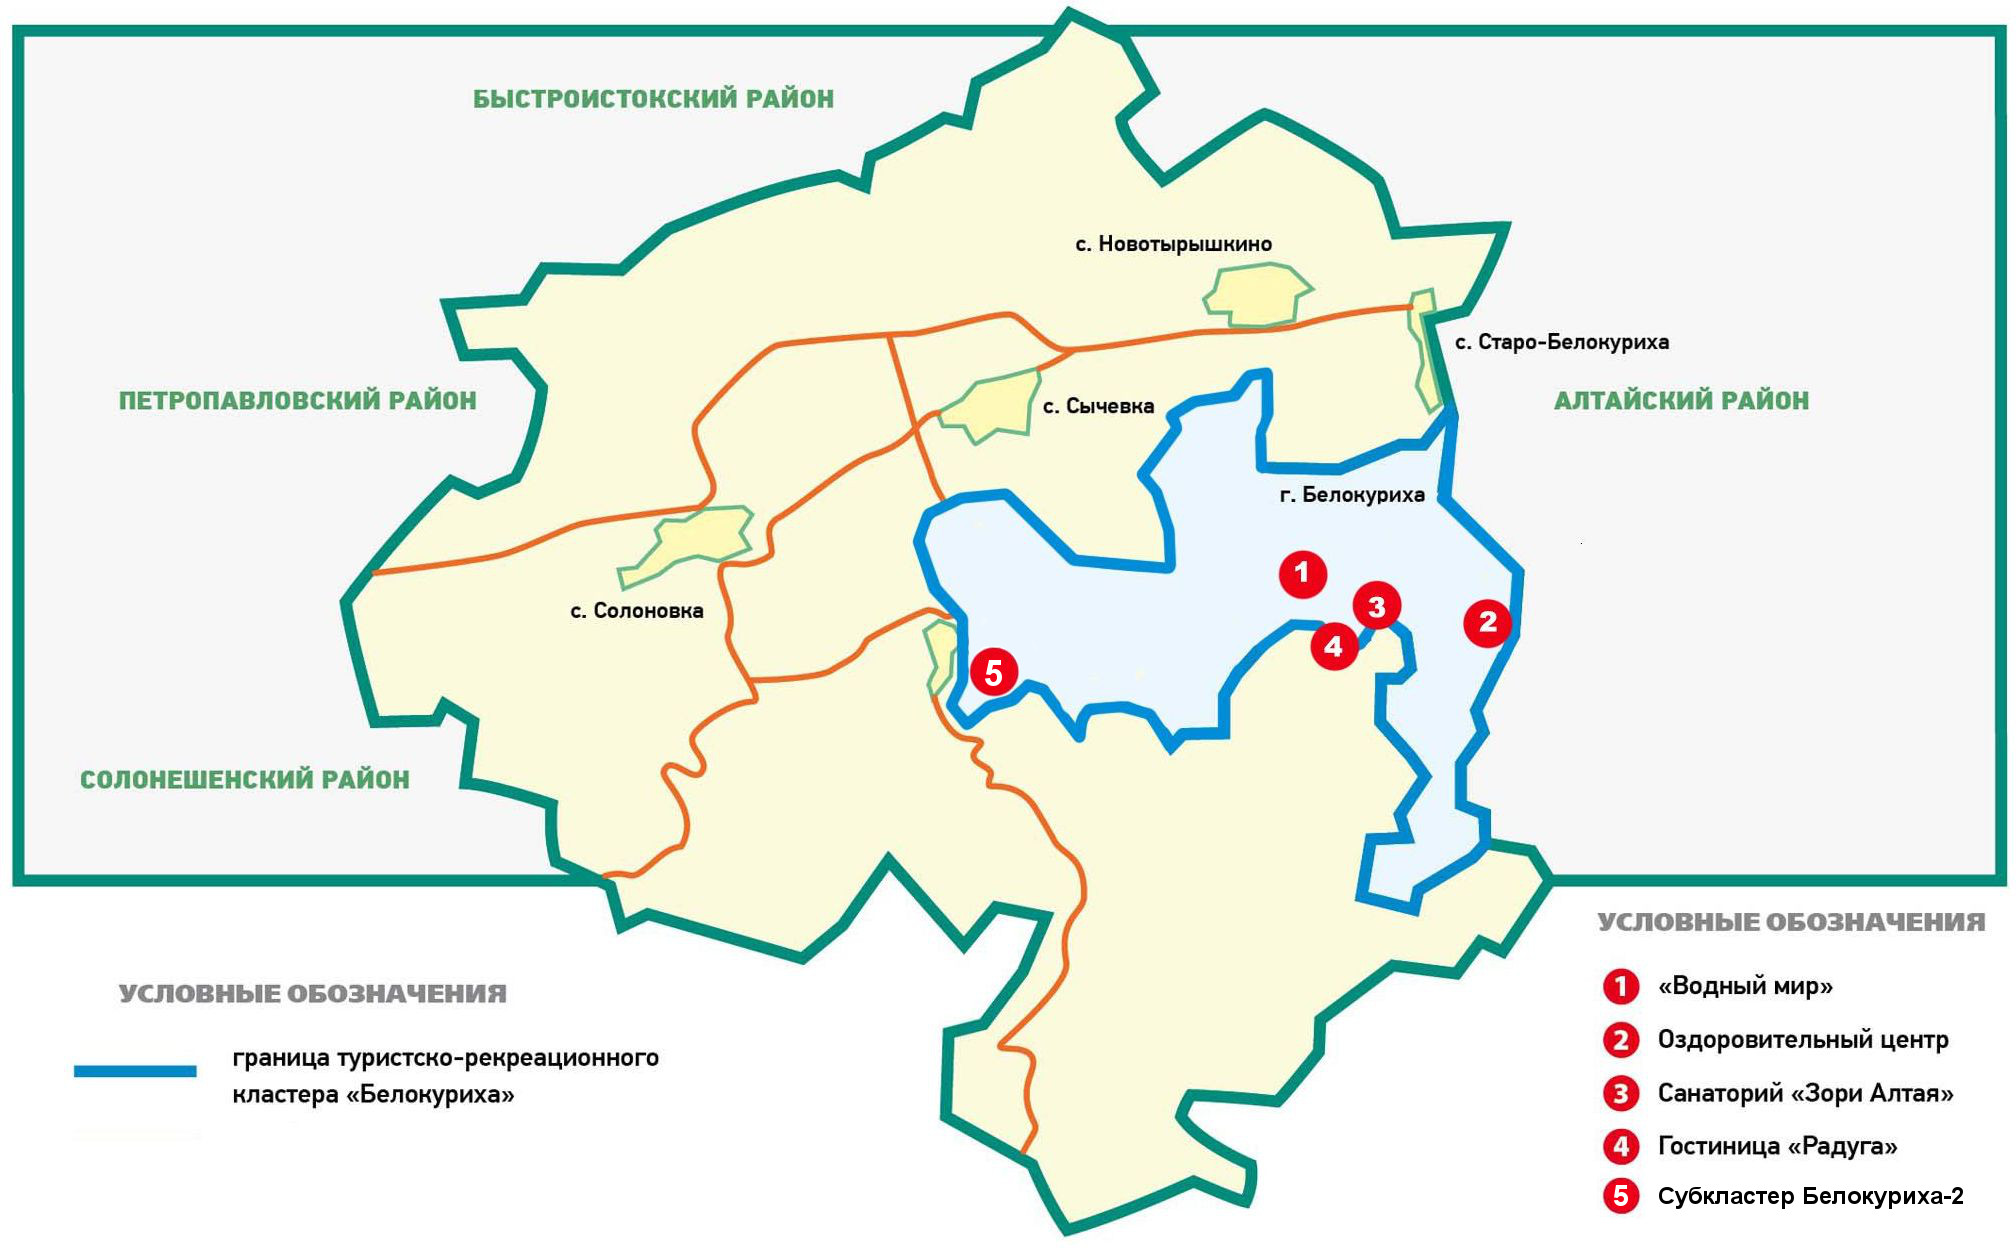 БЫСТРОИСТОКСКИЙ РАЙОН
с. Новотырышкино
с. Старо-Белокуриха
ПЕТРОПАВЛОВСКИЙ РАЙОН
с. Сычевка
АЛТАЙСКИЙ РАЙОН
г. Белокуриха
1
3
с. Солоновка
2
4
5
СОЛОНЕШЕНСКИЙ РАЙОН
УСЛОВНЫЕ ОБОЗНАЧЕНИЯ
граница туристско-рекреационного
кластера «Белокуриха»
УСЛОВНЫЕ ОБОЗНАЧЕНИЯ
1 «Водный мир»
2 Оздоровительный центр
3 Санаторий «Зори Алтая»
4 Гостиница «Радуга»
5 Субкластер Белокуриха-2